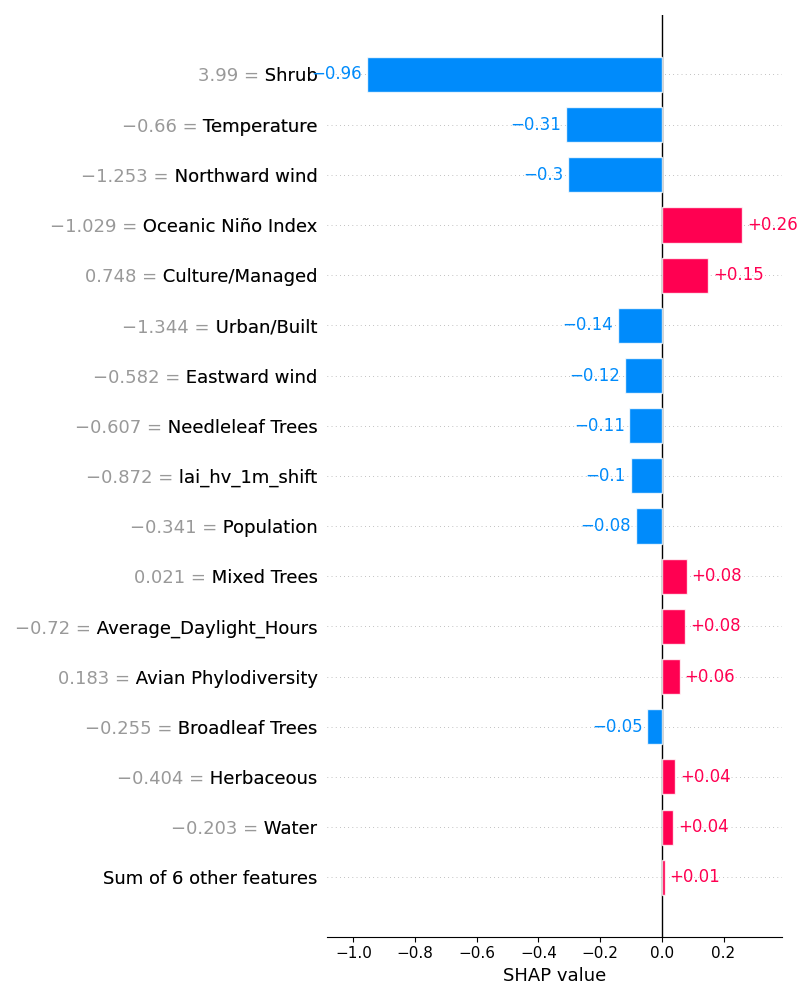 3.99 = Shrub −0.96
−0.66 = Temperature −0.31
−1.253 = Northward wind −0.3
−1.029 = Oceanic Niño Index +0.26
0.748 = Culture/Managed +0.15
−1.344 = Urban/Built −0.14
−0.582 = Eastward wind −0.12
−0.607 = Needleleaf Trees −0.11
−0.872 = lai_hv_1m_shift −0.1
−0.341 = Population −0.08
0.021 = Mixed Trees +0.08
−0.72 = Average_Daylight_Hours +0.08
0.183 = Avian Phylodiversity +0.06
−0.255 = Broadleaf Trees −0.05
−0.404 = Herbaceous +0.04
−0.203 = Water +0.04
Sum of 6 other features +0.01
−1.0 −0.8 −0.6 −0.4 −0.2 0.0 0.2
SHAP value